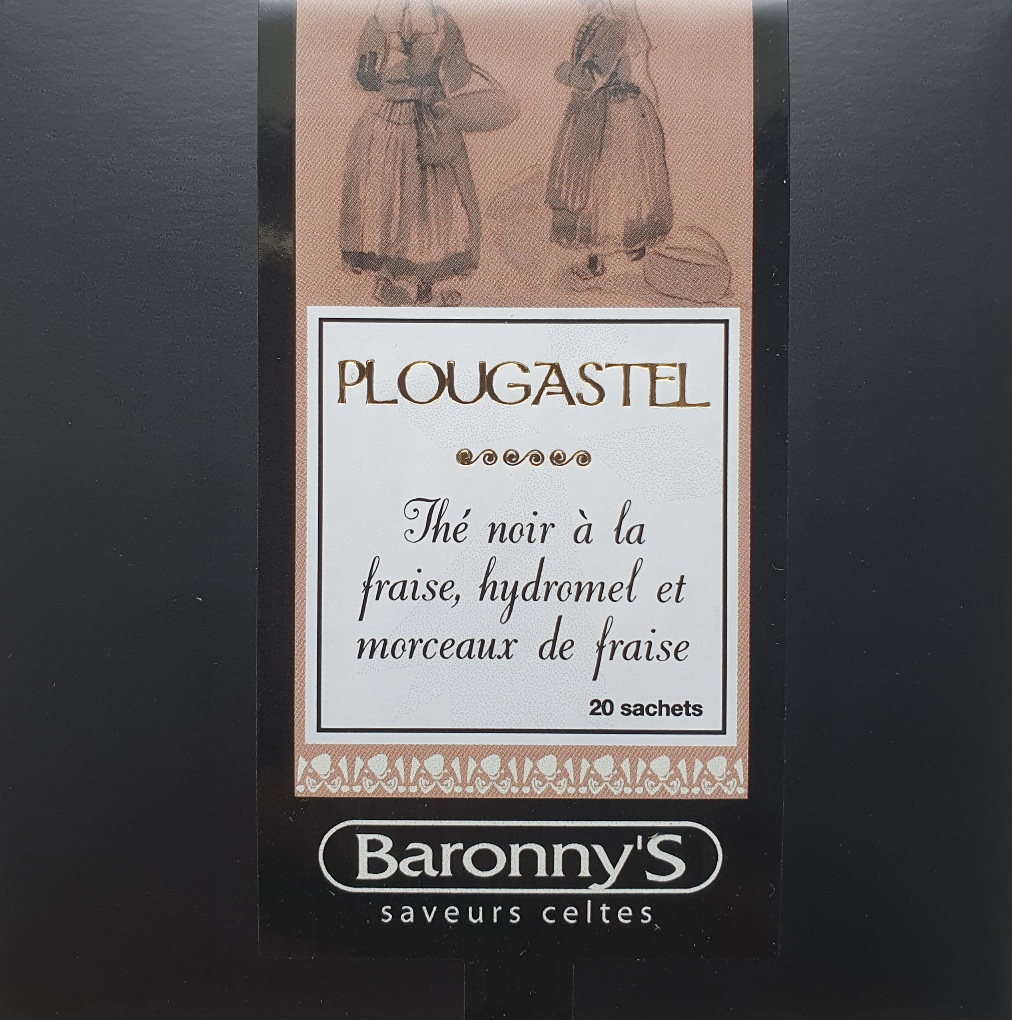 PLOUGASTEL
Thé noir à la
fraise, hydromel et
morceaux de fraise
20 sachets
Baronny'S
saveurs celtes